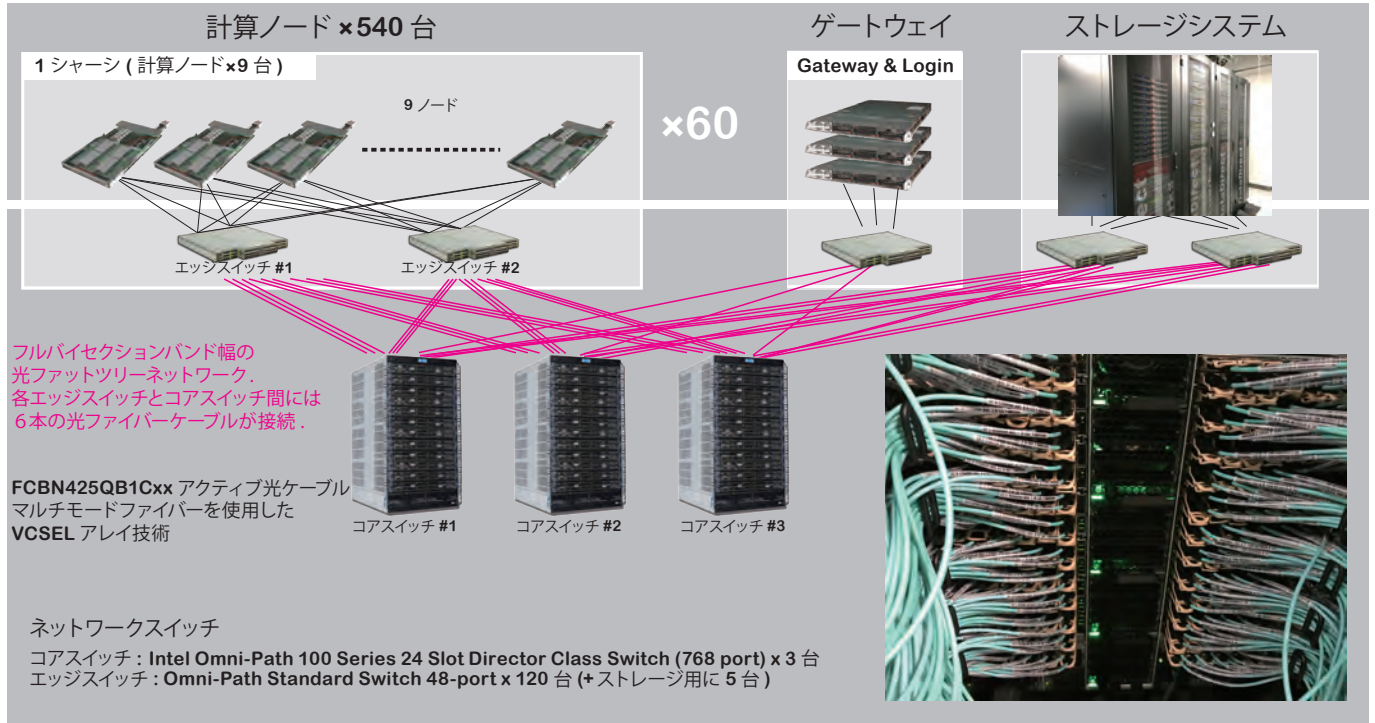 計算ノード ×540 台
ゲートウェイ
ストレージシステム
1 シャーシ ( 計算ノード×9 台 )
Gateway & Login
9 ノード
×60
エッジスイッチ #1
エッジスイッチ #2
フルバイセクションバンド幅の
光ファットツリーネットワーク .
各エッジスイッチとコアスイッチ間には
6本の光ファイバーケーブルが接続 .
FCBN425QB1Cxx アクティブ光ケーブル
マルチモードファイバーを使用した
VCSEL アレイ技術
コアスイッチ #1
コアスイッチ #2
コアスイッチ #3
ネットワークスイッチ
コアスイッチ : Intel Omni-Path 100 Series 24 Slot Director Class Switch (768 port) x 3 台
エッジスイッチ : Omni-Path Standard Switch 48-port x 120 台 (+ ストレージ用に 5 台 )